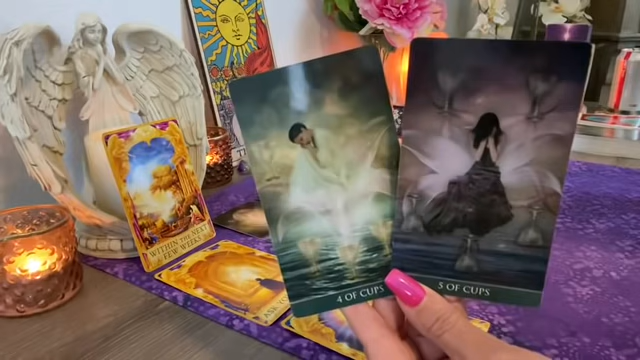 WITHIN THE NEXT
FEW WEEKS
4 OF CUPS
5 OF CUPS